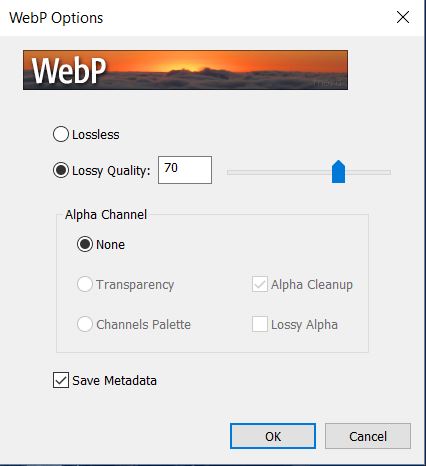 WebP Options
WebP
Lossless
Lossy Quality: 70
Alpha Channel
None
Transparency
Alpha Cleanup
Channels Palette
Lossy Alpha
Save Metadata
OK
Cancel